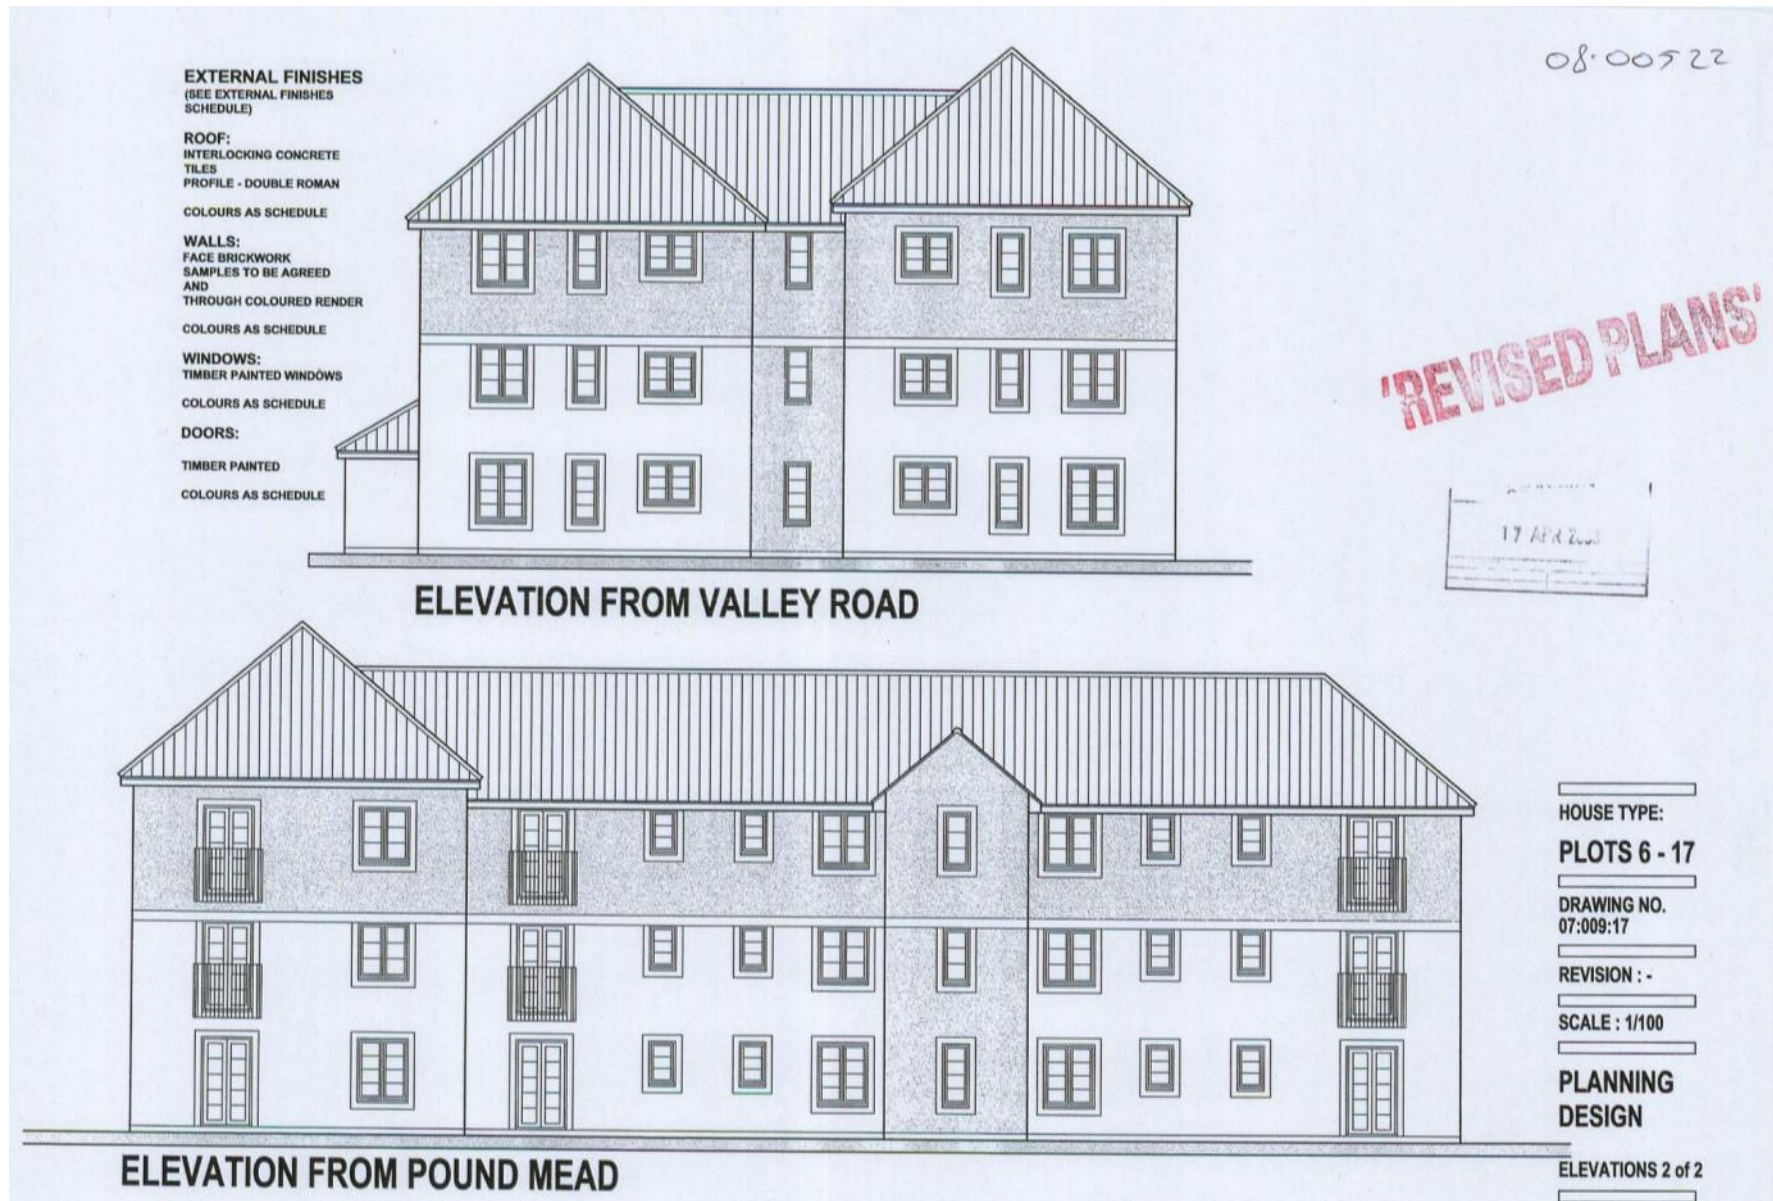 08·00522
EXTERNAL FINISHES
(SEE EXTERNAL FINISHES
SCHEDULE)
ROOF:
INTERLOCKING CONCRETE
TILES
PROFILE - DOUBLE ROMAN
COLOURS AS SCHEDULE
WALLS:
FACE BRICKWORK
SAMPLES TO BE AGREED
AND
THROUGH COLOURED RENDER
COLOURS AS SCHEDULE
WINDOWS:
TIMBER PAINTED WINDOWS
COLOURS AS SCHEDULE
DOORS:
TIMBER PAINTED
COLOURS AS SCHEDULE
'REVISED PLANS'
17 APR
ELEVATION FROM VALLEY ROAD
HOUSE TYPE:
PLOTS 6 - 17
DRAWING NO.
07:009:17
REVISION : -
SCALE : 1/100
PLANNING
DESIGN
ELEVATIONS 2 of 2
ELEVATION FROM POUND MEAD